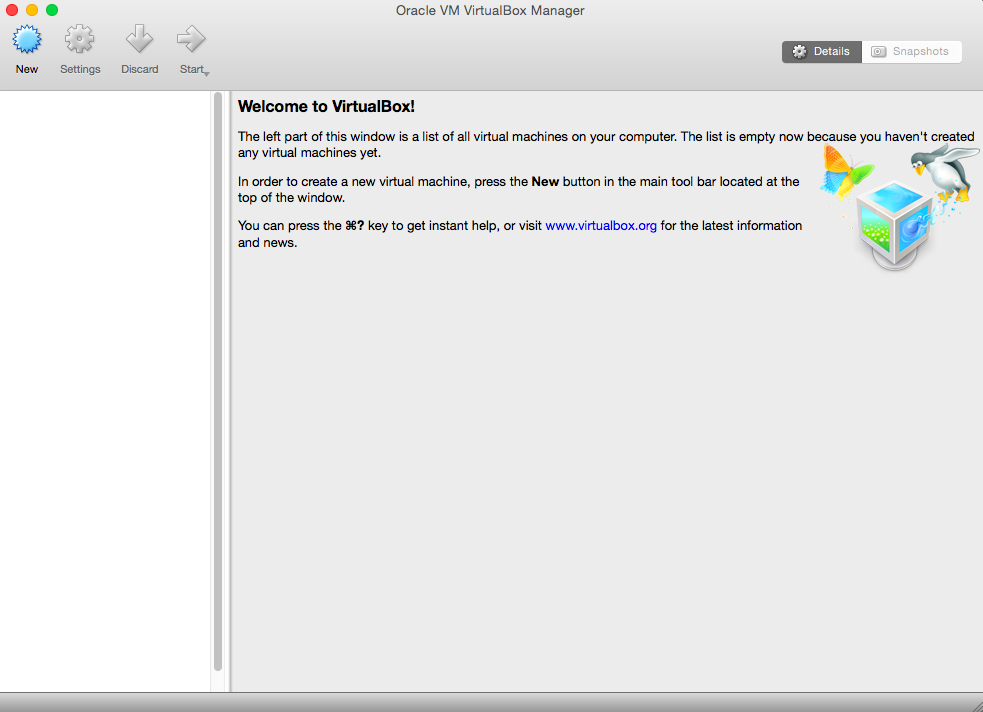 Oracle VM VirtualBox Manager
New Settings Discard Start
Details Snapshots
Welcome to VirtualBox!
The left part of this window is a list of all virtual machines on your computer. The list is empty now because you haven't created
any virtual machines yet.
In order to create a new virtual machine, press the New button in the main tool bar located at the
top of the window.
You can press the ⌘? key to get instant help, or visit www.virtualbox.org for the latest information
and news.